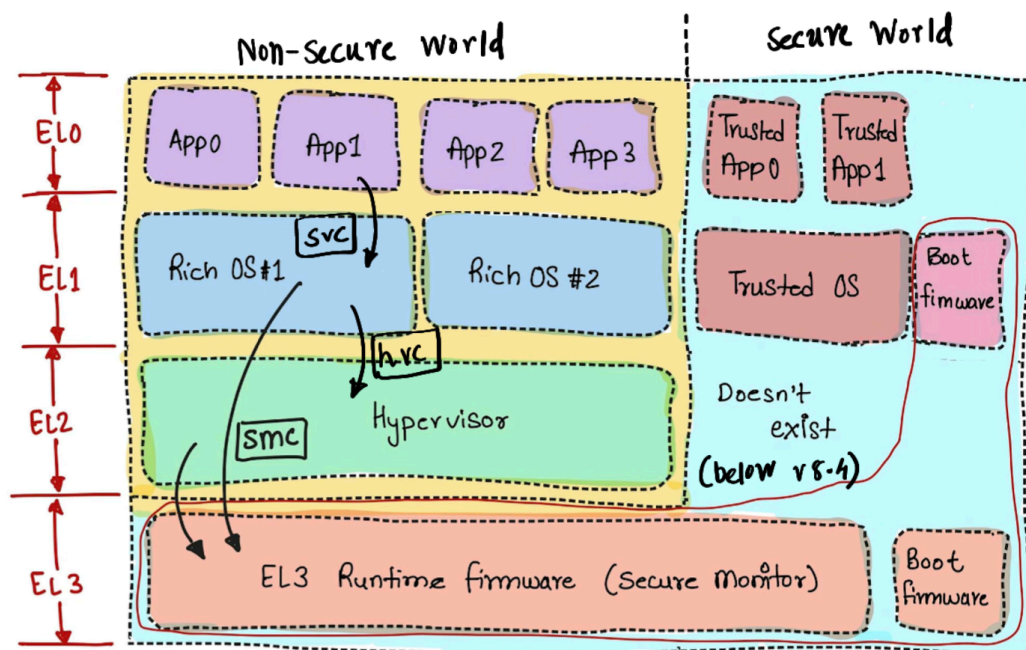 Non-Secure World
Secure World
EL0
App0
App1
App2
App3
Trusted
App0
Trusted
App1
EL1
svc
Rich OS#1
Rich OS #2
Trusted OS
Boot
fimware
EL2
hvc
Hypervisor
smc
Doesn't
exist
(below v8.4)
EL3
EL3 Runtime firmware (Secure Monitor)
Boot
firmware